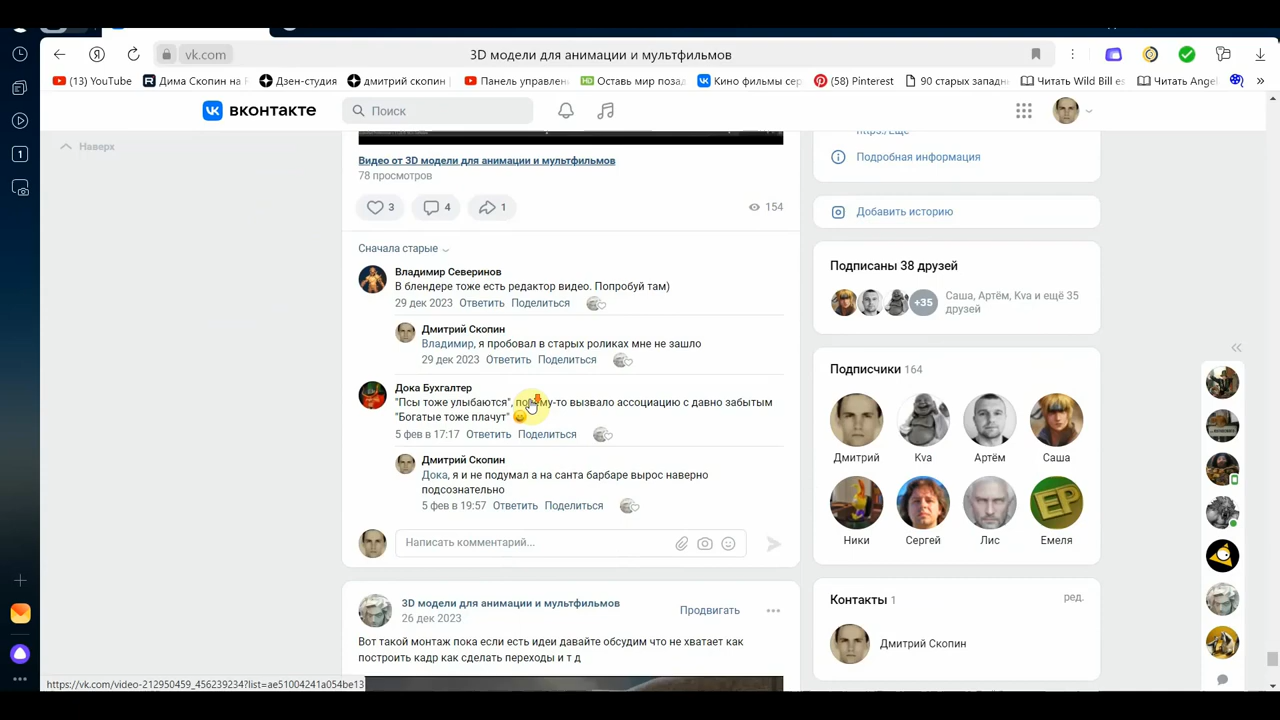 vk.com
3D модели для анимации и мультфильмов
(13) YouTube
Дима Скопин на R
Дзен-студия
дмитрий скопин |
Панель управлен
Оставь мир позад
Кино фильмы сер
(58) Pinterest
90 старых западн
Читать Wild Bill es
Читать Angel
»
вконтакте
Поиск
Наверх
1
Видео от 3D модели для анимации и мультфильмов
78 просмотров
3
4
1
154
Сначала старые
Владимир Северинов
В блендере тоже есть редактор видео. Попробуй там)
29 дек 2023 Ответить Поделиться
Дмитрий Скопин
Владимир, я пробовал в старых роликах мне не зашло
29 дек 2023 Ответить Поделиться
Дока Бухгалтер
"Псы тоже улыбаются", почему-то вызвало ассоциацию с давно забытым
"Богатые тоже плачут"
5 фев в 17:17 Ответить Поделиться
Дмитрий Скопин
Дока, я и не подумал а на санта барбаре вырос наверно
подсознательно
5 фев в 19:57 Ответить Поделиться
Написать комментарий...
3D модели для анимации и мультфильмов
26 дек 2023
Продвигать
Вот такой монтаж пока если есть идеи давайте обсудим что не хватает как
построить кадр как сделать переходы и т д
Подробная информация
Добавить историю
Подписаны 38 друзей
+35
Саша, Артём, Kva и ещё 35
друзей
Подписчики 164
Дмитрий
Kva
Артём
Саша
EP
Ники
Сергей
Лис
Емеля
Контакты 1
ред.
Дмитрий Скопин
https://vk.com/video-212950459_456239234?list=ae51004241a054be13